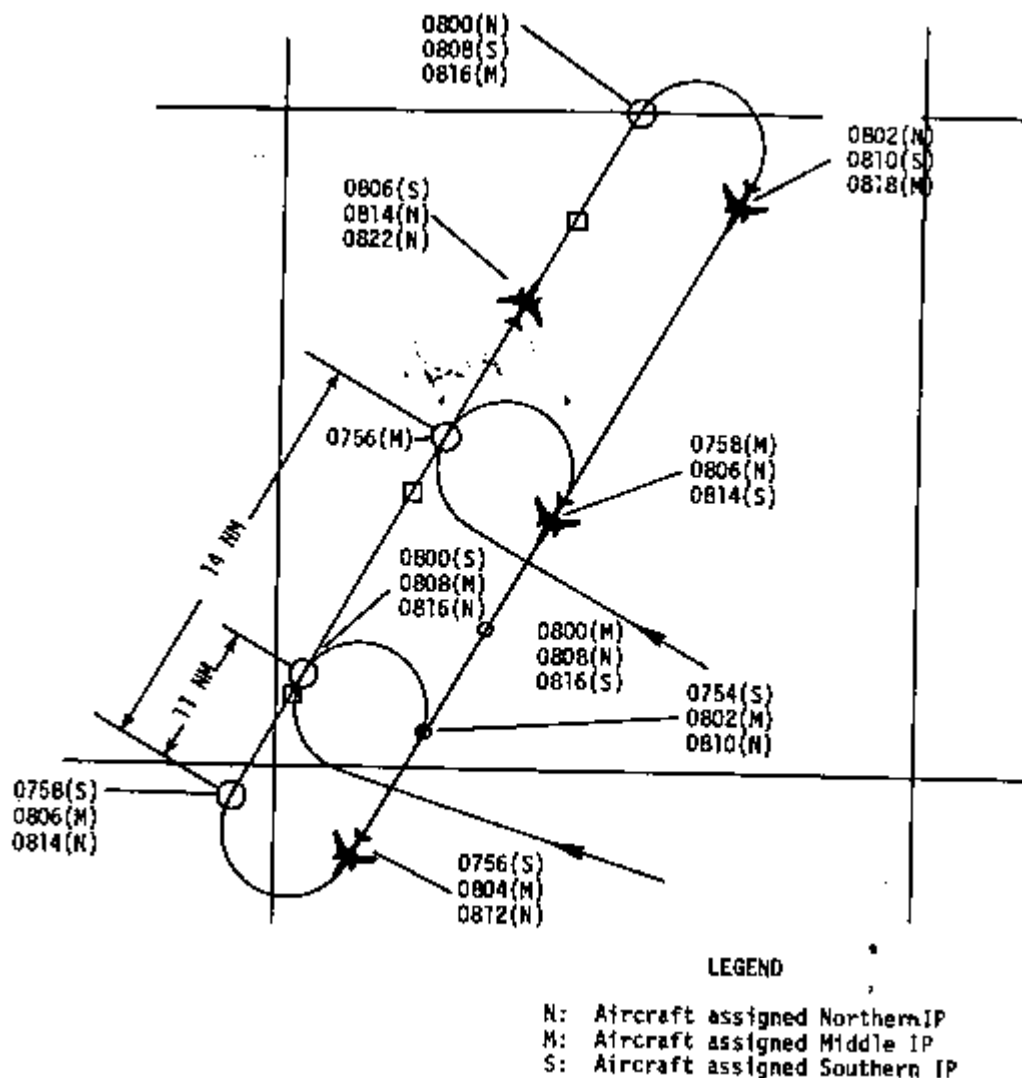 0800(N)
0808(S)
0816(M)
0802(N)
0810(S)
0818(M)
0806(S)
0814(M)
0822(N)
0756(M)
0758(M)
0806(N)
0814(S)
14 NM
0800(S)
0808(M)
0816(N)
0800(M)
0808(N)
0816(S)
11 NM
0754(S)
0802(M)
0810(N)
0758(S)
0806(M)
0814(N)
0756(S)
0804(M)
0812(N)
LEGEND
N: Aircraft assigned Northern IP
M: Aircraft assigned Middle IP
S: Aircraft assigned Southern IP